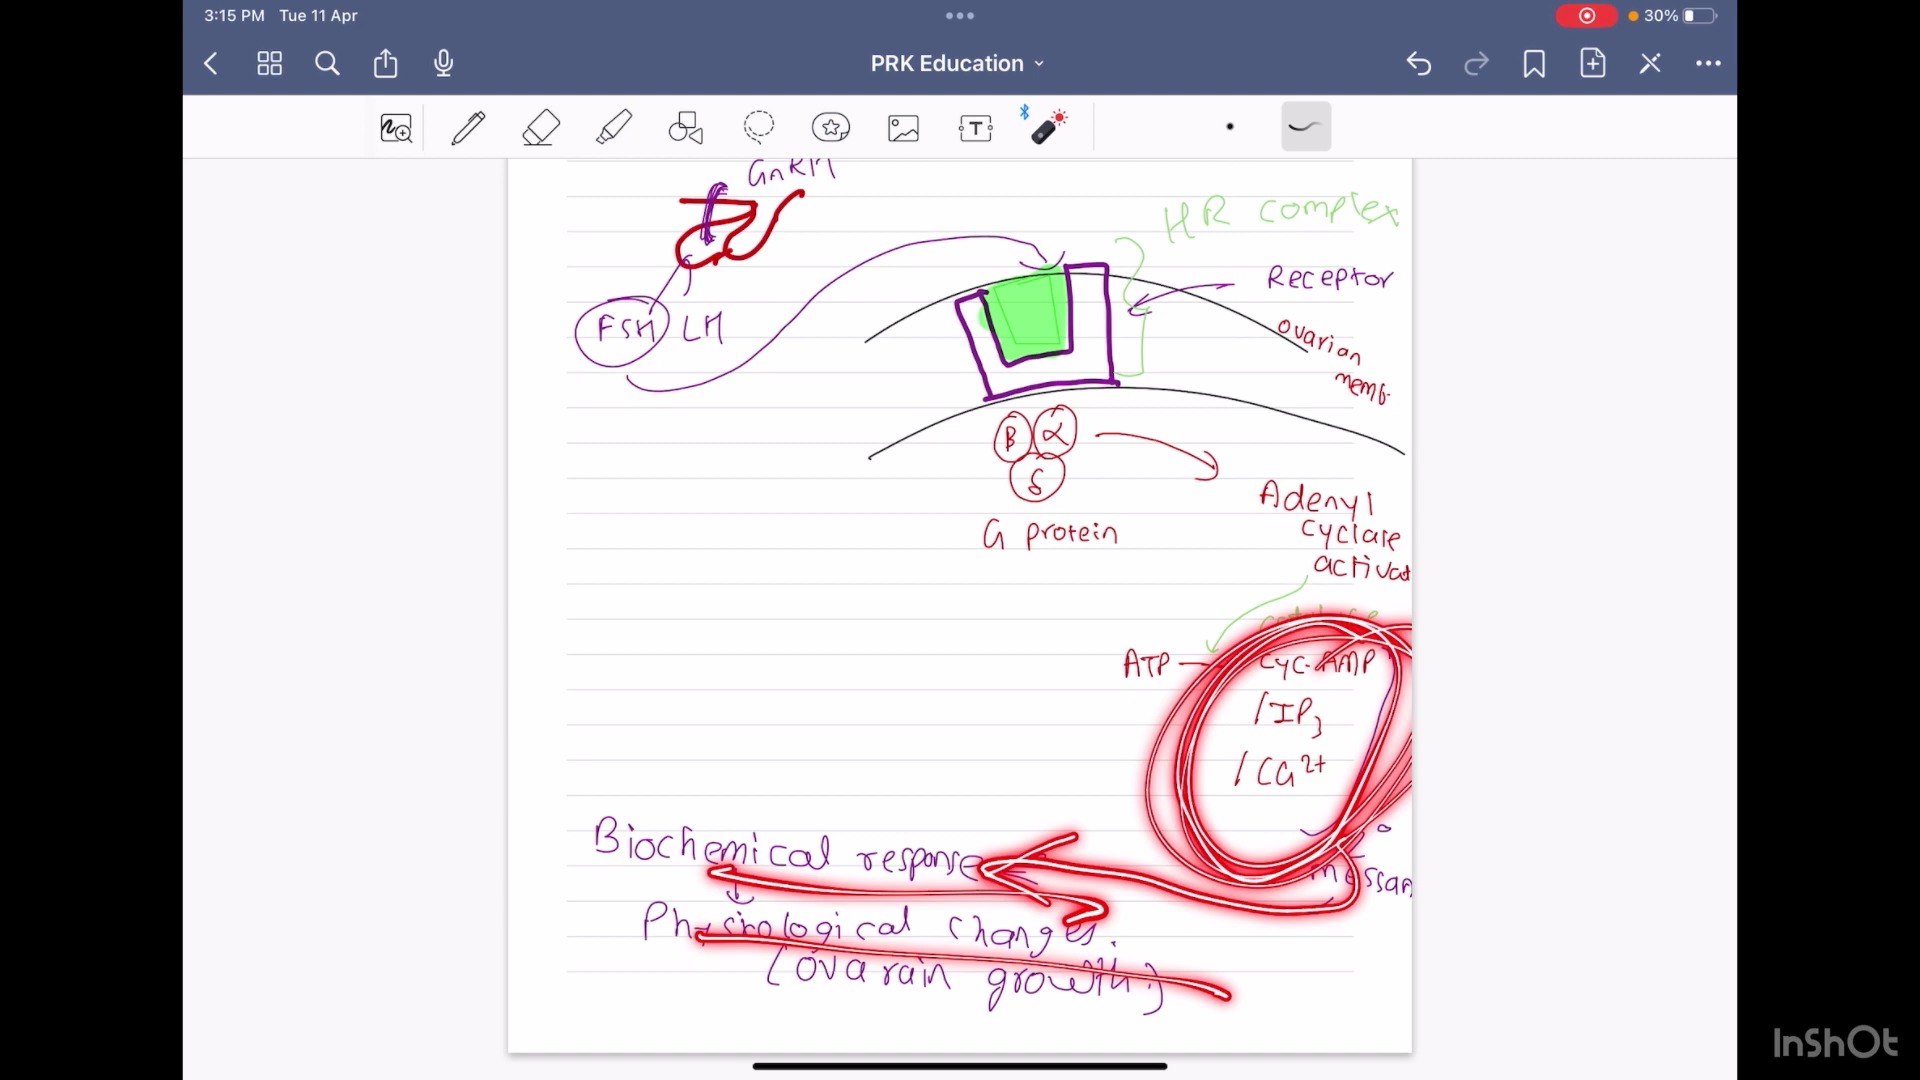 3:15 PM Tue 11 Apr
30%
PRK Education
T
GnRH
HR complex
Receptor
FSH LH
ovarian
memb.
B α
δ
G protein
Adenyl
cyclase
activat
ATP cyc-AMP
/IP3
/Ca2+
Biochemical response
Physiological changes.
(ovarain growth.)
InShOt